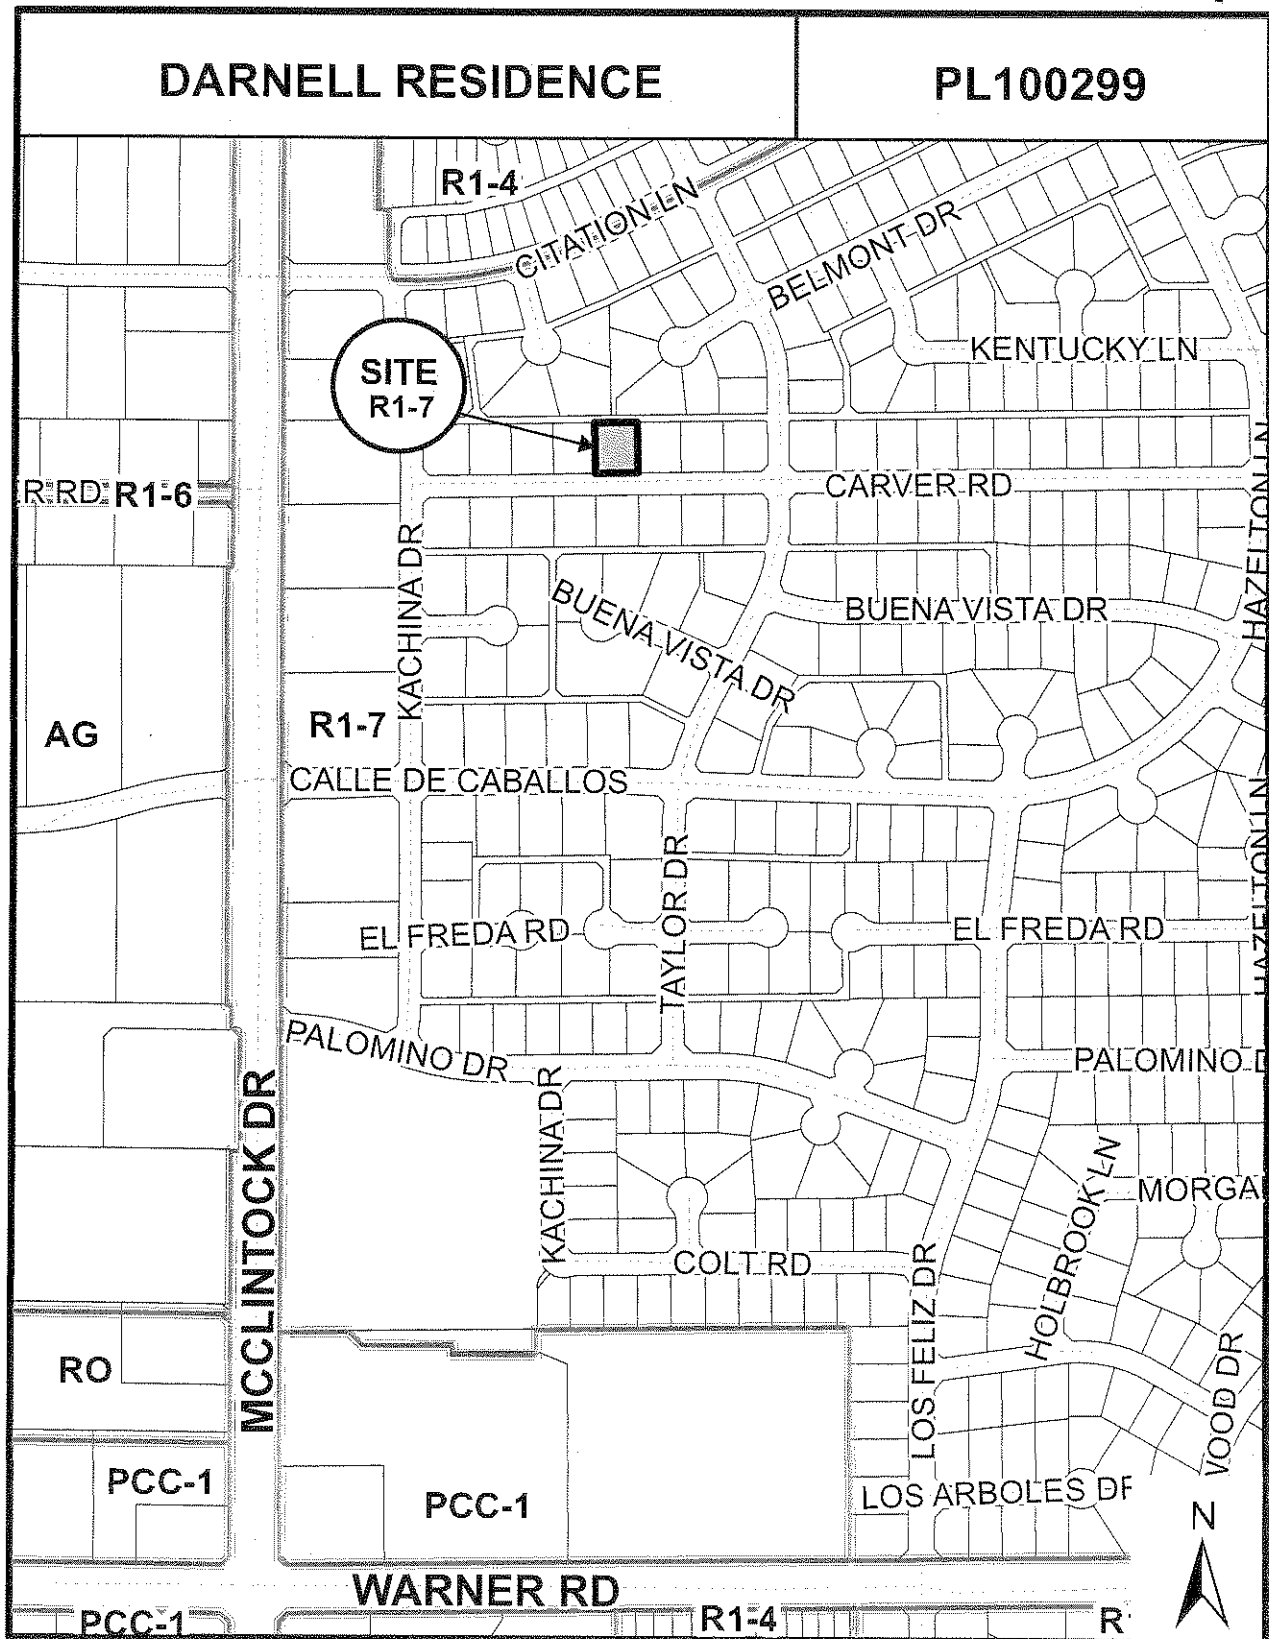 DARNELL RESIDENCE
PL100299
R1-4
CITATION LN
BELMONT DR
KENTUCKY LN
SITE
R1-7
R RD
R1-6
CARVER RD
HAZELTON LN
KACHINA DR
BUENA VISTA DR
BUENA VISTA DR
AG
R1-7
CALLE DE CABALLOS
TAYLOR DR
HAZELTON LN
EL FREDA RD
EL FREDA RD
PALOMINO DR
PALOMINO D
MCCLINTOCK DR
KACHINA DR
HOLBROOK LN
MORGA
COLT RD
LOS FELIZ DR
RO
WOOD DR
PCC-1
PCC-1
LOS ARBOLES DR
N
WARNER RD
PCC-1
R1-4
R